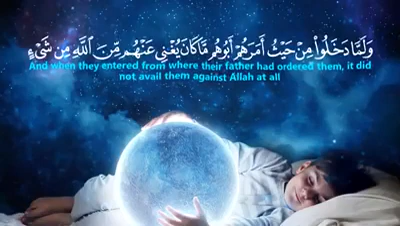 وَلَمَّا دَخَلُوا۟ مِنْ حَيْثُ أَمَرَهُمْ أَبُوهُم مَّا كَانَ يُغْنِى عَنْهُم مِّنَ ٱللَّهِ مِن شَىْءٍ
And when they entered from where their father had ordered them, it did
not avail them against Allah at all